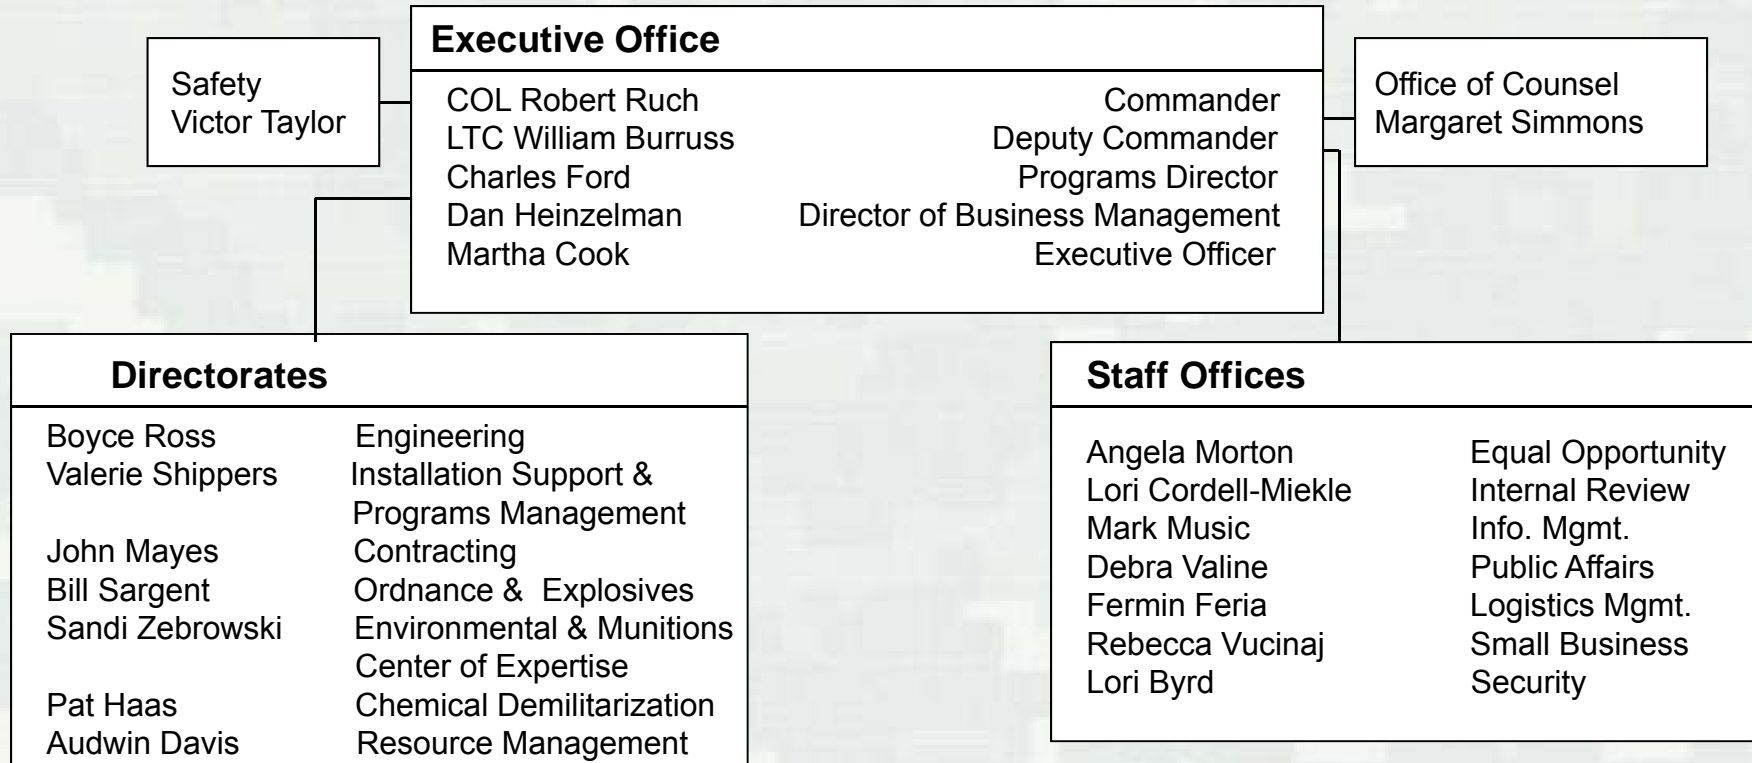 Executive Office
Safety
Victor Taylor
COL Robert Ruch Commander
LTC William Burruss Deputy Commander
Charles Ford Programs Director
Dan Heinzelman Director of Business Management
Martha Cook Executive Officer
Office of Counsel
Margaret Simmons
Directorates
Boyce Ross Engineering
Valerie Shippers Installation Support &
Programs Management
John Mayes Contracting
Bill Sargent Ordnance & Explosives
Sandi Zebrowski Environmental & Munitions
Center of Expertise
Pat Haas Chemical Demilitarization
Audwin Davis Resource Management
Staff Offices
Angela Morton Equal Opportunity
Lori Cordell-Miekle Internal Review
Mark Music Info. Mgmt.
Debra Valine Public Affairs
Fermin Feria Logistics Mgmt.
Rebecca Vucinaj Small Business
Lori Byrd Security